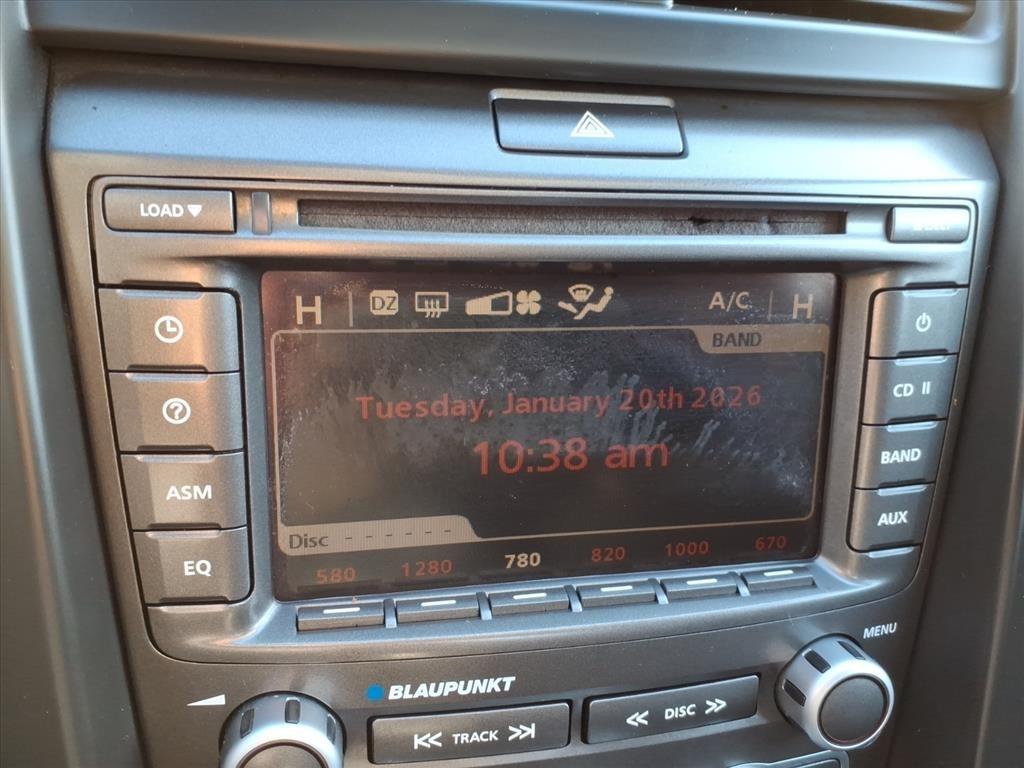 LOAD
H DZ A/C H
BAND
Tuesday, January 20th 2026
10:38 am
Disc - - - - - -
580 1280 780 820 1000 670
ASM
EQ
CD II
BAND
AUX
MENU
BLAUPUNKT
TRACK
DISC